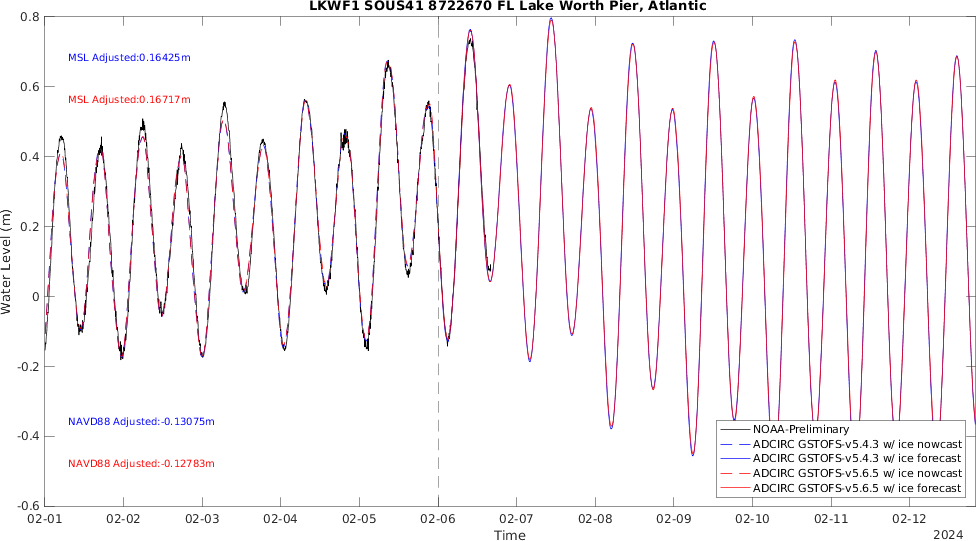 LKWF1 SOUS41 8722670 FL Lake Worth Pier, Atlantic
0.8
0.6
0.4
0.2
0
-0.2
-0.4
-0.6
Water Level (m)
MSL Adjusted:0.16425m
MSL Adjusted:0.16717m
NAVD88 Adjusted:-0.13075m
NAVD88 Adjusted:-0.12783m
NOAA-Preliminary
ADCIRC GSTOFS-v5.4.3 w/ ice nowcast
ADCIRC GSTOFS-v5.4.3 w/ ice forecast
ADCIRC GSTOFS-v5.6.5 w/ ice nowcast
ADCIRC GSTOFS-v5.6.5 w/ ice forecast
02-01 02-02 02-03 02-04 02-05 02-06 02-07 02-08 02-09 02-10 02-11 02-12
Time
2024